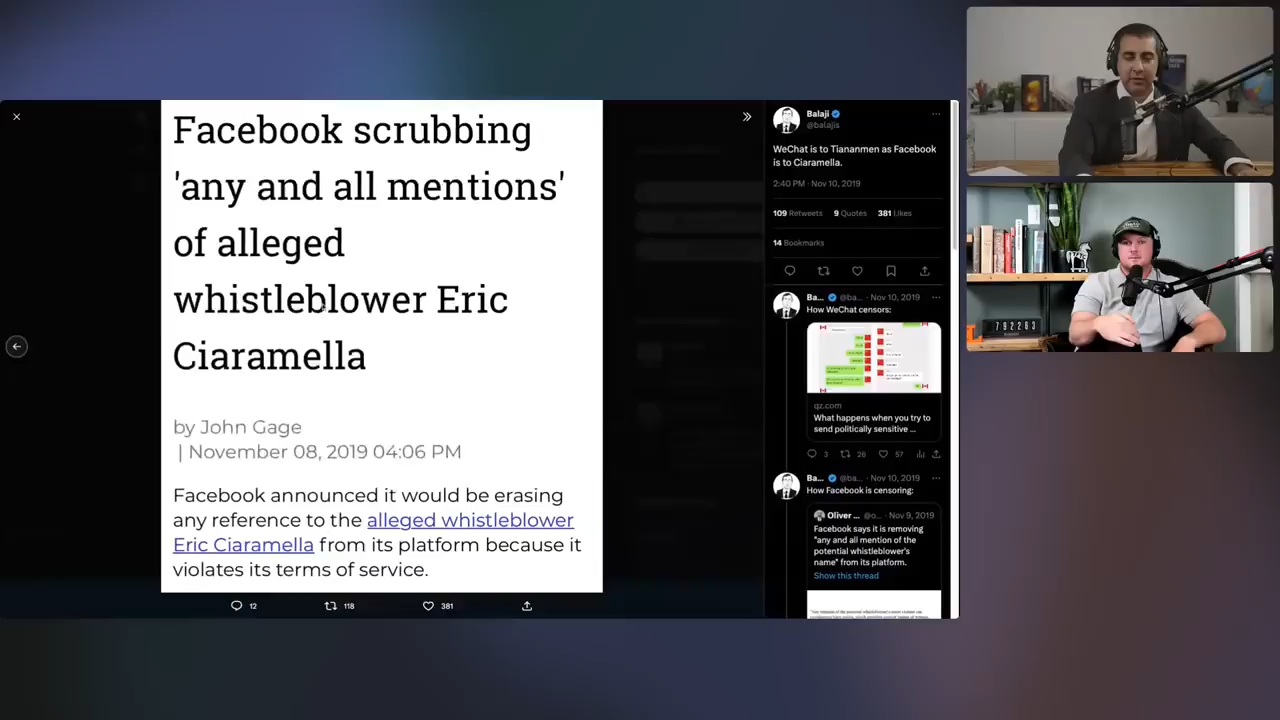 Facebook scrubbing
'any and all mentions'
of alleged
whistleblower Eric
Ciaramella
by John Gage
| November 08, 2019 04:06 PM
Facebook announced it would be erasing
any reference to the alleged whistleblower
Eric Ciaramella from its platform because it
violates its terms of service.
12
118
381
Balaji
@balajis
WeChat is to Tiananmen as Facebook
is to Ciaramella.
2:40 PM · Nov 10, 2019
109 Retweets 9 Quotes 381 Likes
14 Bookmarks
Ba... @ba... · Nov 10, 2019
How WeChat censors:
qz.com
What happens when you try to
send politically sensitive ...
3 26 57
Ba... @ba... · Nov 10, 2019
How Facebook is censoring:
Oliver ... @o... · Nov 9, 2019
Facebook says it is removing
"any and all mention of the
potential whistleblower's
name" from its platform.
Show this thread
792263